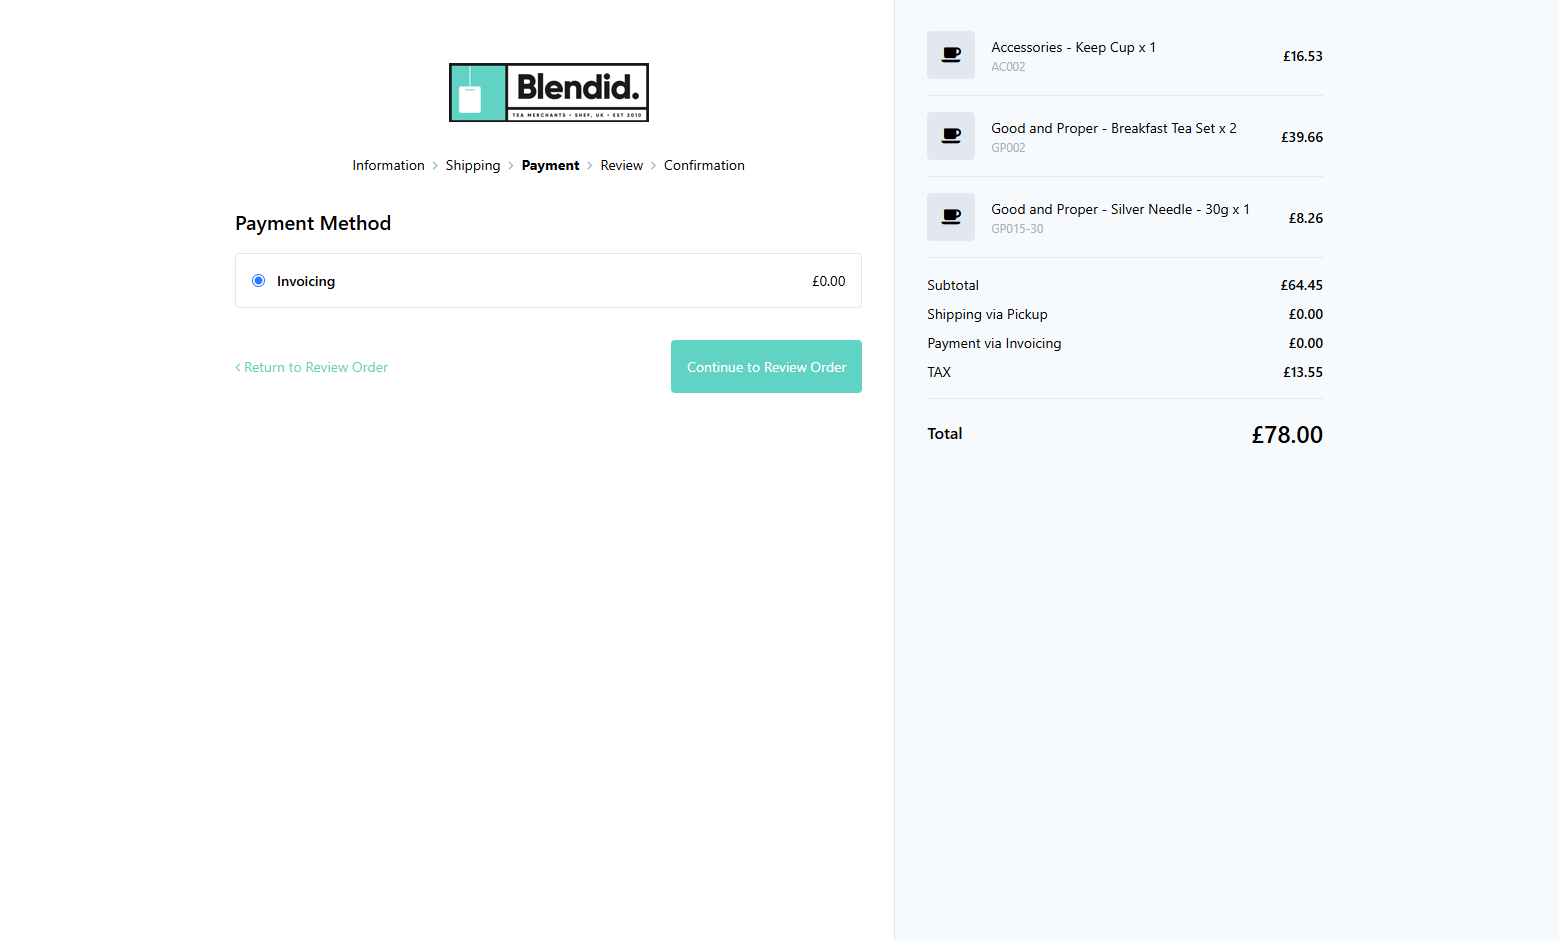 Blendid.
TEA MERCHANTS • SHEF, UK • EST 2010
Information > Shipping > Payment > Review > Confirmation
Payment Method
Invoicing £0.00
< Return to Review Order
Continue to Review Order
Accessories - Keep Cup x 1 £16.53
AC002
Good and Proper - Breakfast Tea Set x 2 £39.66
GP002
Good and Proper - Silver Needle - 30g x 1 £8.26
GP015-30
Subtotal £64.45
Shipping via Pickup £0.00
Payment via Invoicing £0.00
TAX £13.55
Total £78.00